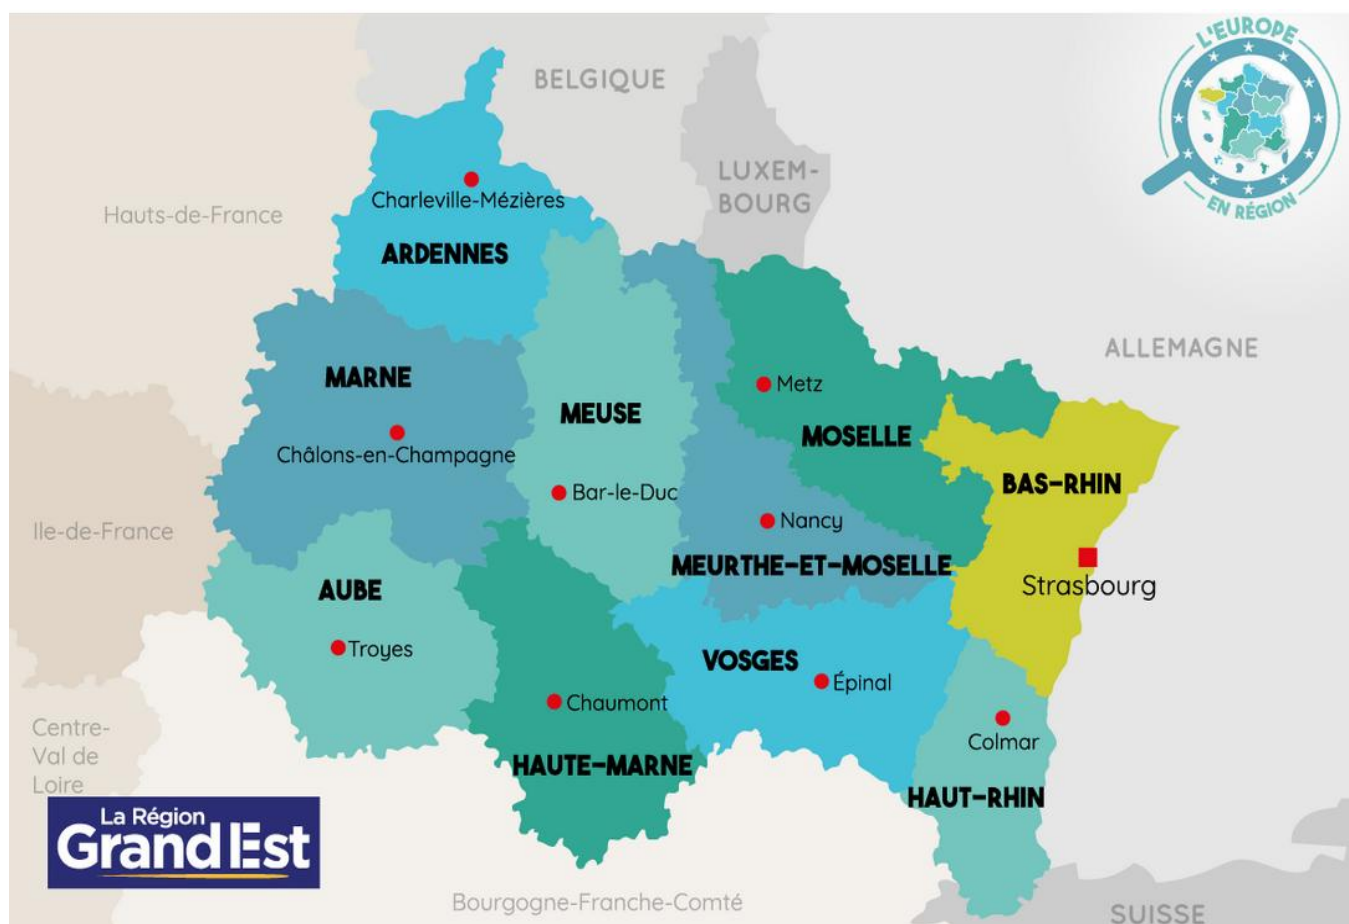 L'EUROPE
EN RÉGION
BELGIQUE
LUXEM-
BOURG
Hauts-de-France
Charleville-Mézières
ARDENNES
ALLEMAGNE
MARNE
Metz
MEUSE
MOSELLE
Châlons-en-Champagne
BAS-RHIN
Bar-le-Duc
Ile-de-France
Nancy
MEURTHE-ET-MOSELLE
Strasbourg
AUBE
Troyes
VOSGES
Épinal
Chaumont
Centre-
Val de
Loire
Colmar
HAUTE-MARNE
HAUT-RHIN
La Région
Grand Est
Bourgogne-Franche-Comté
SUISSE